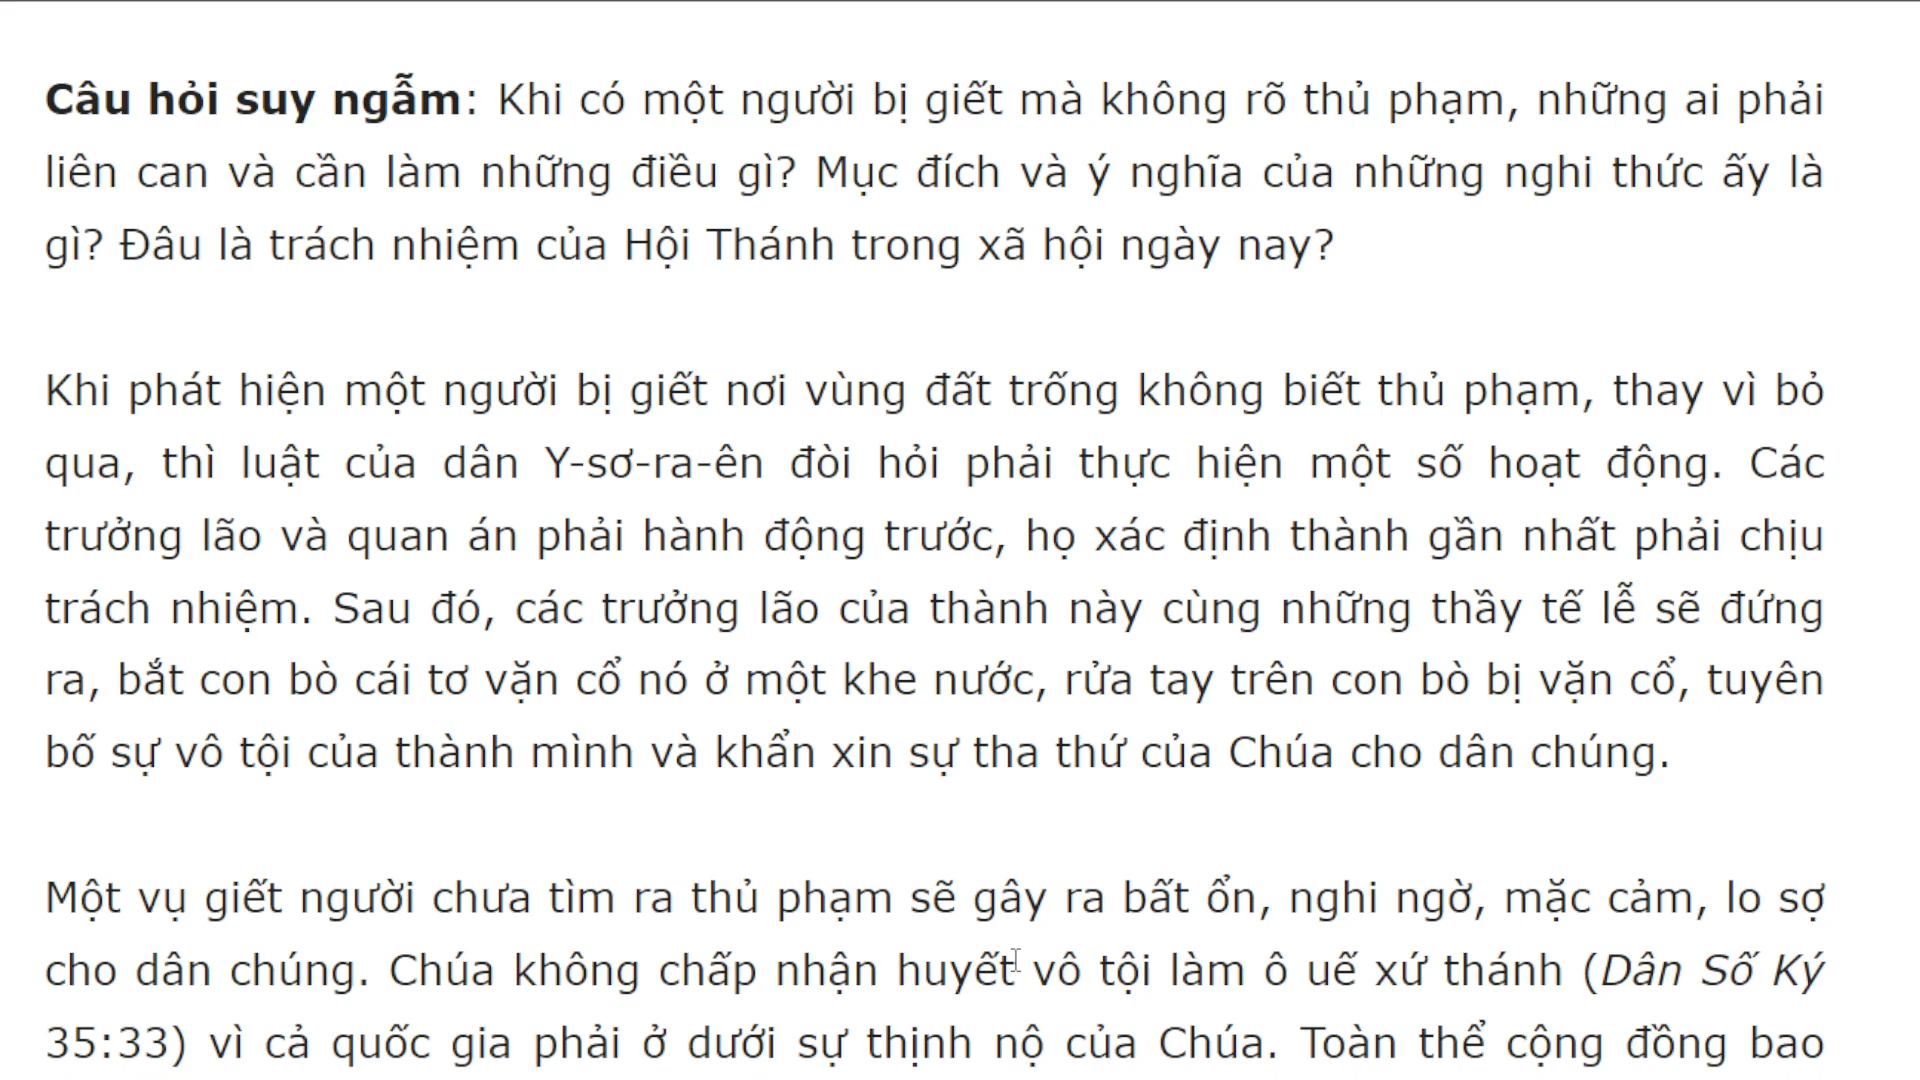 Câu hỏi suy ngẫm: Khi có một người bị giết mà không rõ thủ phạm, những ai phải
liên can và cần làm những điều gì? Mục đích và ý nghĩa của những nghi thức ấy là
gì? Đâu là trách nhiệm của Hội Thánh trong xã hội ngày nay?
Khi phát hiện một người bị giết nơi vùng đất trống không biết thủ phạm, thay vì bỏ
qua, thì luật của dân Y-sơ-ra-ên đòi hỏi phải thực hiện một số hoạt động. Các
trưởng lão và quan án phải hành động trước, họ xác định thành gần nhất phải chịu
trách nhiệm. Sau đó, các trưởng lão của thành này cùng những thầy tế lễ sẽ đứng
ra, bắt con bò cái tơ vặn cổ nó ở một khe nước, rửa tay trên con bò bị vặn cổ, tuyên
bố sự vô tội của thành mình và khẩn xin sự tha thứ của Chúa cho dân chúng.
Một vụ giết người chưa tìm ra thủ phạm sẽ gây ra bất ổn, nghi ngờ, mặc cảm, lo sợ
cho dân chúng. Chúa không chấp nhận huyết vô tội làm ô uế xứ thánh (Dân Số Ký
35:33) vì cả quốc gia phải ở dưới sự thịnh nộ của Chúa. Toàn thể cộng đồng bao